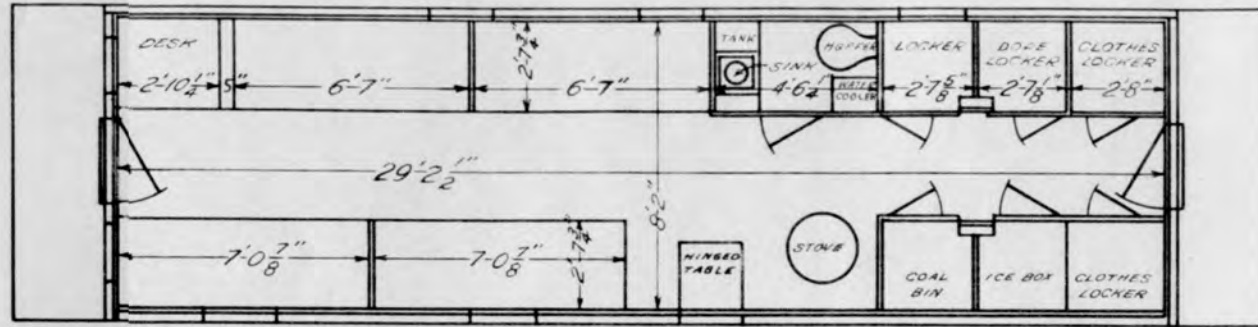 DESK
2'-10 1/4"
5"
6'-7"
2'-7 3/4"
6'-7"
TANK
SINK
HOPPER
4'-6 1/4"
WATER
COOLER
LOCKER
2'-7 5/8"
DOPE
LOCKER
2'-7 1/8"
CLOTHES
LOCKER
2'-8"
29'-2 1/2"
8'-2"
7'-0 7/8"
7'-0 7/8"
2'-7 3/4"
HINGED
TABLE
STOVE
COAL
BIN
ICE BOX
CLOTHES
LOCKER